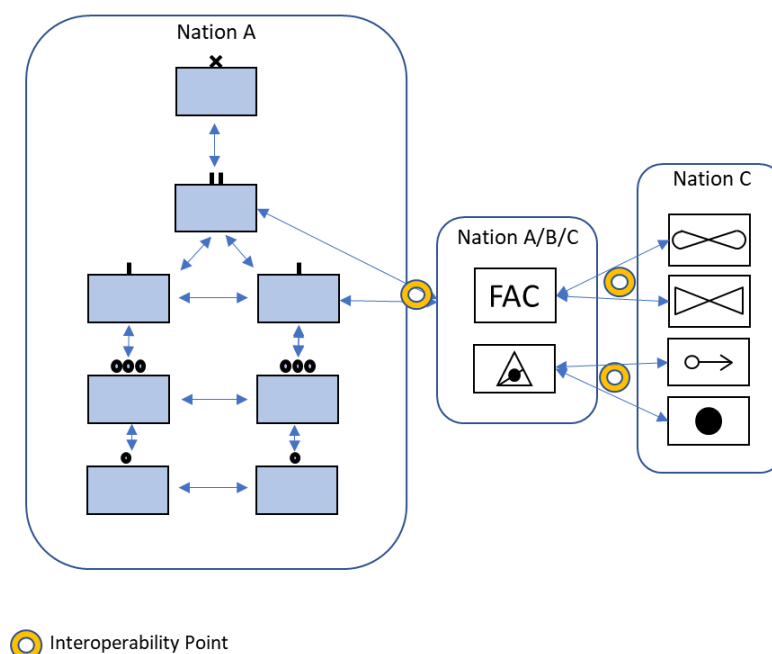 Nation A
Nation A/B/C
FAC
Nation C
Interoperability Point